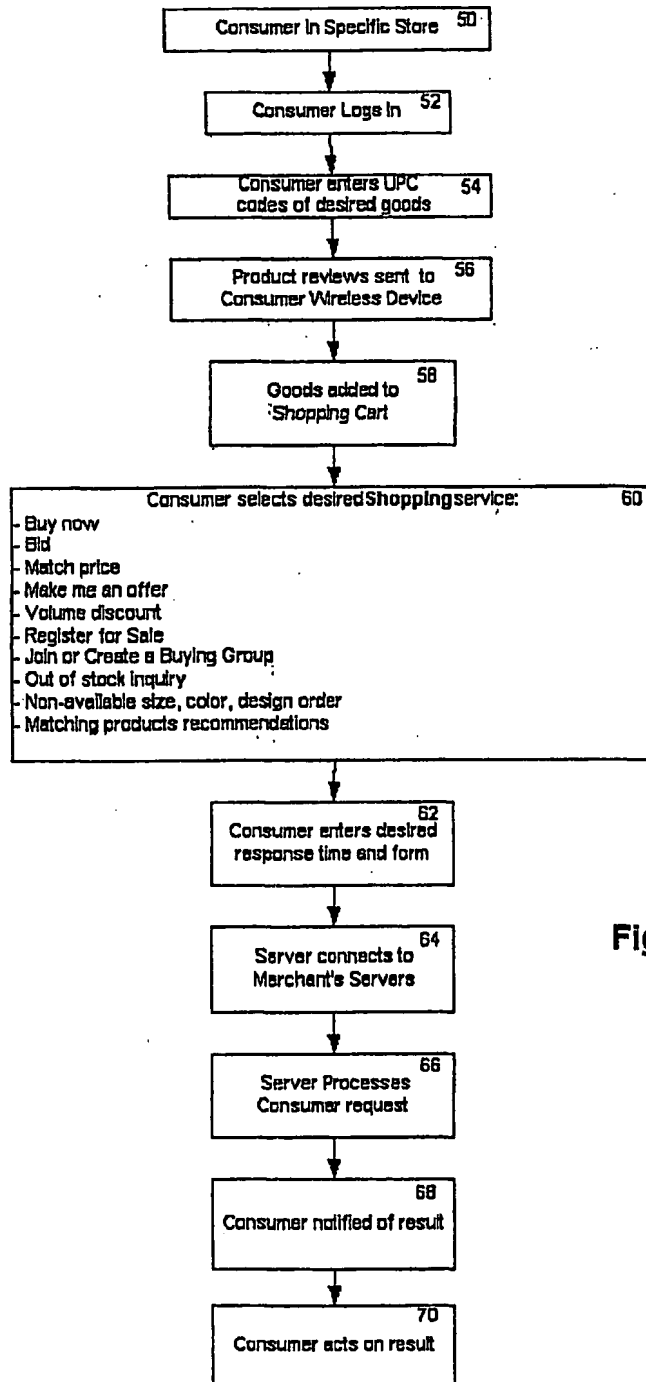 Consumer in Specific Store 50
Consumer Logs in 52
Consumer enters UPC 54
codes of desired goods
Product reviews sent to 56
Consumer Wireless Device
58
Goods added to
Shopping Cart
Consumer selects desired Shopping service: 60
- Buy now
- Bid
- Match price
- Make me an offer
- Volume discount
- Register for Sale
- Join or Create a Buying Group
- Out of stock inquiry
- Non-available size, color, design order
- Matching products recommendations
62
Consumer enters desired
response time and form
64
Server connects to
Merchant's Servers
Fig
66
Server Processes
Consumer request
68
Consumer notified of result
70
Consumer acts on result